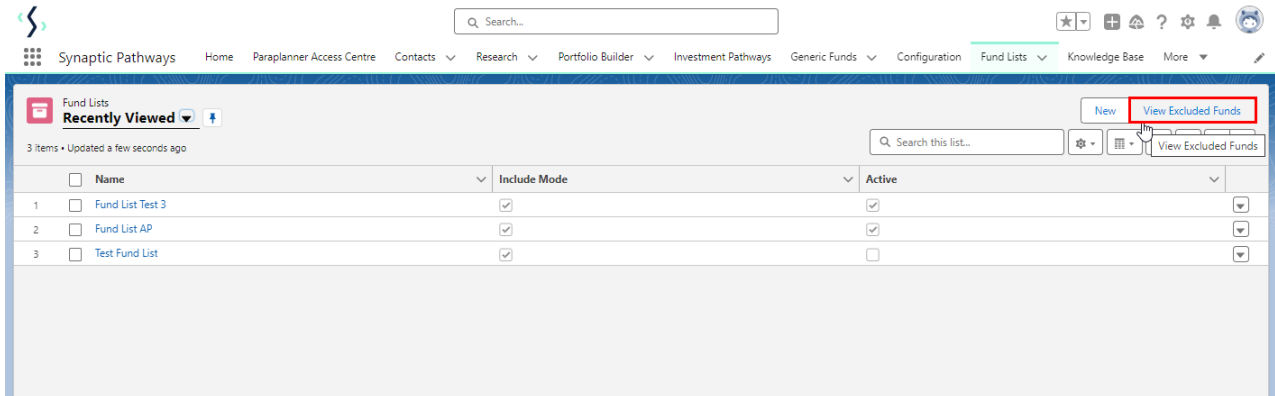 Search...
Synaptic Pathways Home Paraplanner Access Centre Contacts Research Portfolio Builder Investment Pathways Generic Funds Configuration Fund Lists Knowledge Base More
Fund Lists
Recently Viewed
New View Excluded Funds
3 items • Updated a few seconds ago
Search this list...
View Excluded Funds
Name Include Mode Active
1 Fund List Test 3
2 Fund List AP
3 Test Fund List